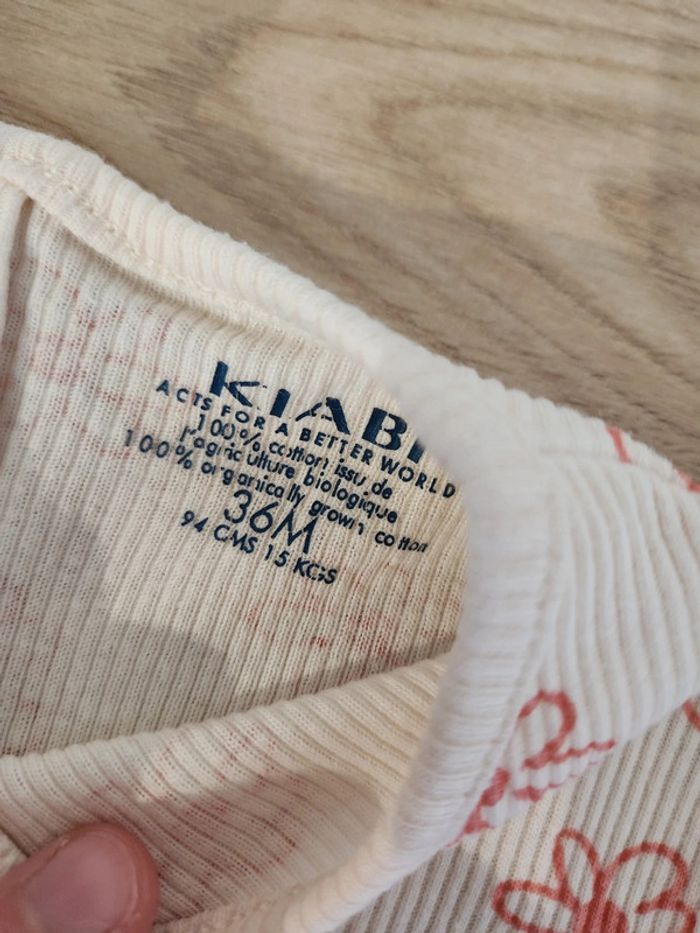 KIABI
ACTS FOR A BETTER WORLD
100% cotton issu de
l'agriculture biologique
100% organically grown cotton
36M
94 CMS 15 KGS